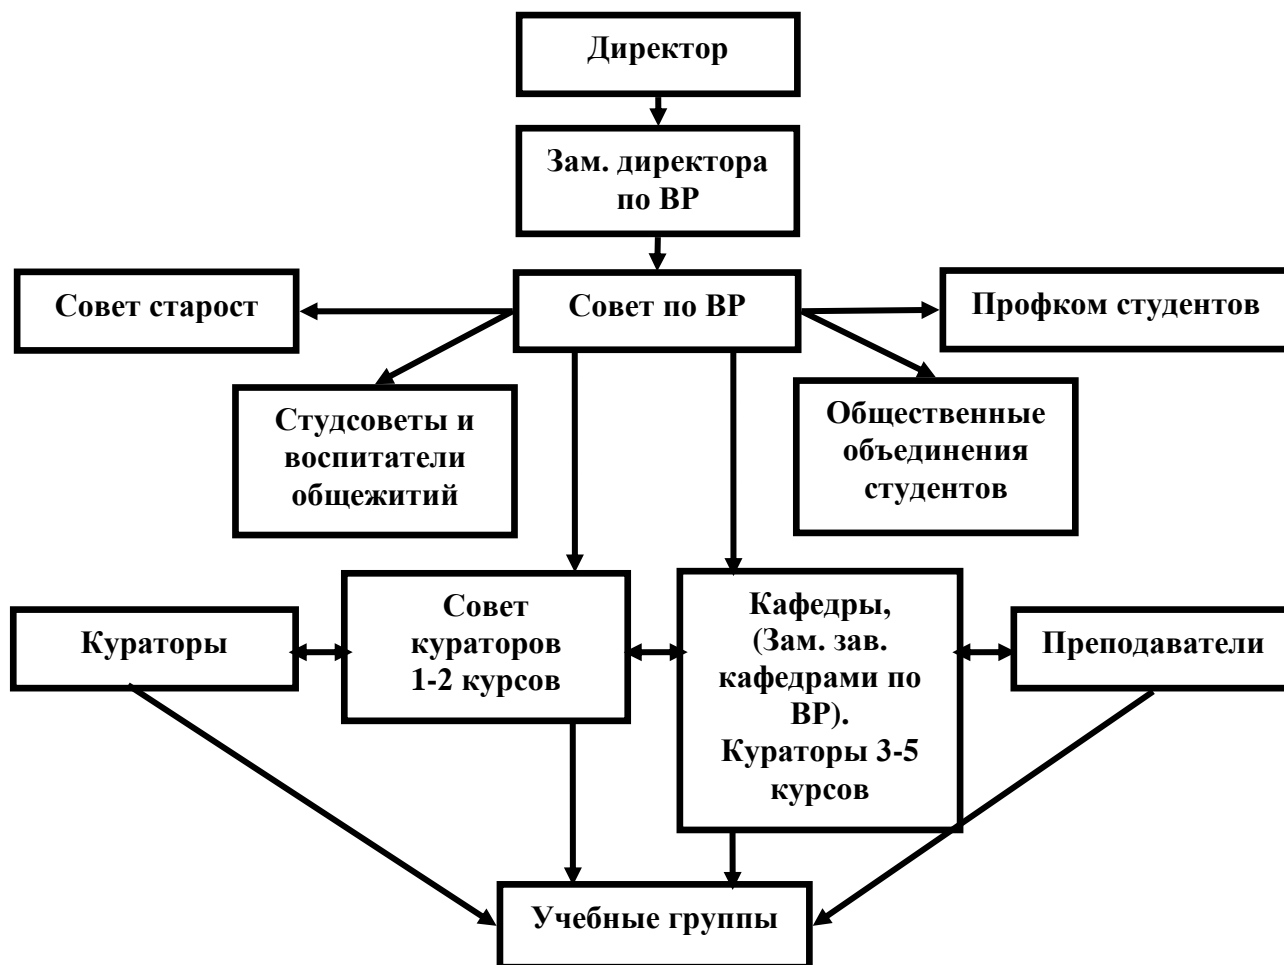 Директор
Зам. директора
по ВР
Совет старост
Совет по ВР
Профком студентов
Студсоветы и
воспитатели
общежитий
Общественные
объединения
студентов
Кураторы
Совет
кураторов
1-2 курсов
Кафедры,
(Зам. зав.
кафедрами по
ВР).
Кураторы 3-5
курсов
Преподаватели
Учебные группы